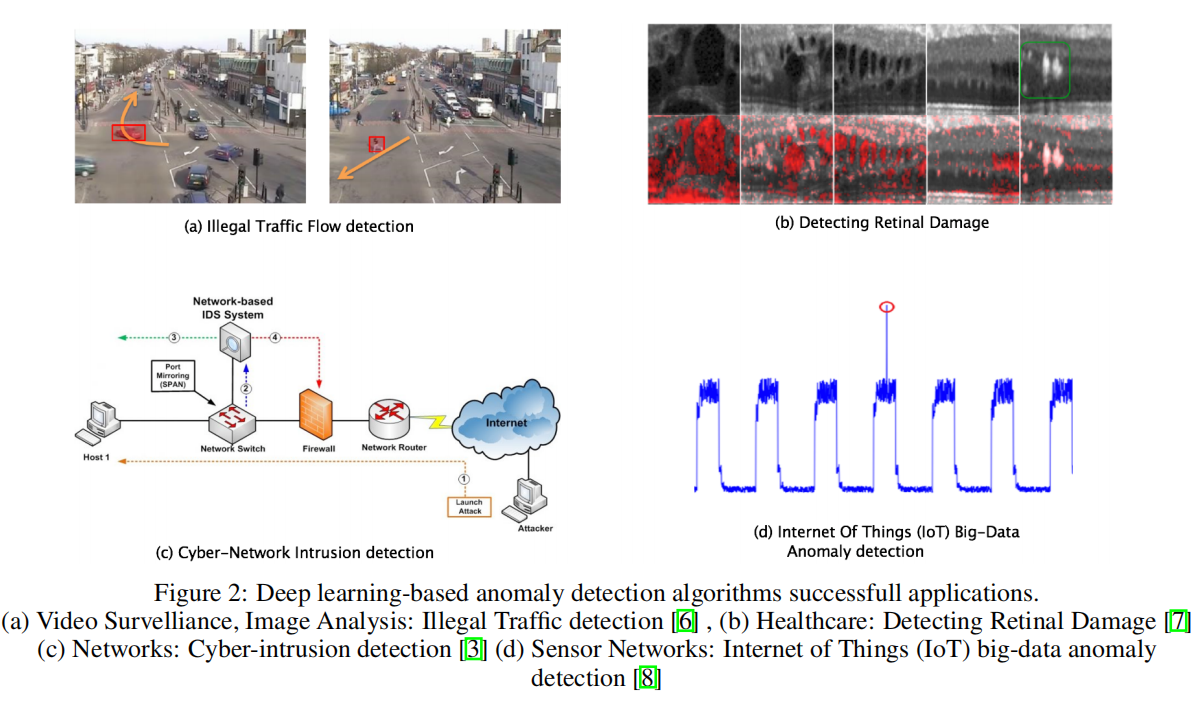 (a) Illegal Traffic Flow detection
(b) Detecting Retinal Damage
Network-based
IDS System
3
4
Port
Mirroring
(SPAN)
2
Internet
Network Switch
Firewall
Network Router
Host 1
1
Launch
Attack
Attacker
(c) Cyber-Network Intrusion detection
(d) Internet Of Things (IoT) Big-Data
Anomaly detection
Figure 2: Deep learning-based anomaly detection algorithms successfull applications.
(a) Video Survelliance, Image Analysis: Illegal Traffic detection [6] , (b) Healthcare: Detecting Retinal Damage [7]
(c) Networks: Cyber-intrusion detection [3] (d) Sensor Networks: Internet of Things (IoT) big-data anomaly
detection [8]